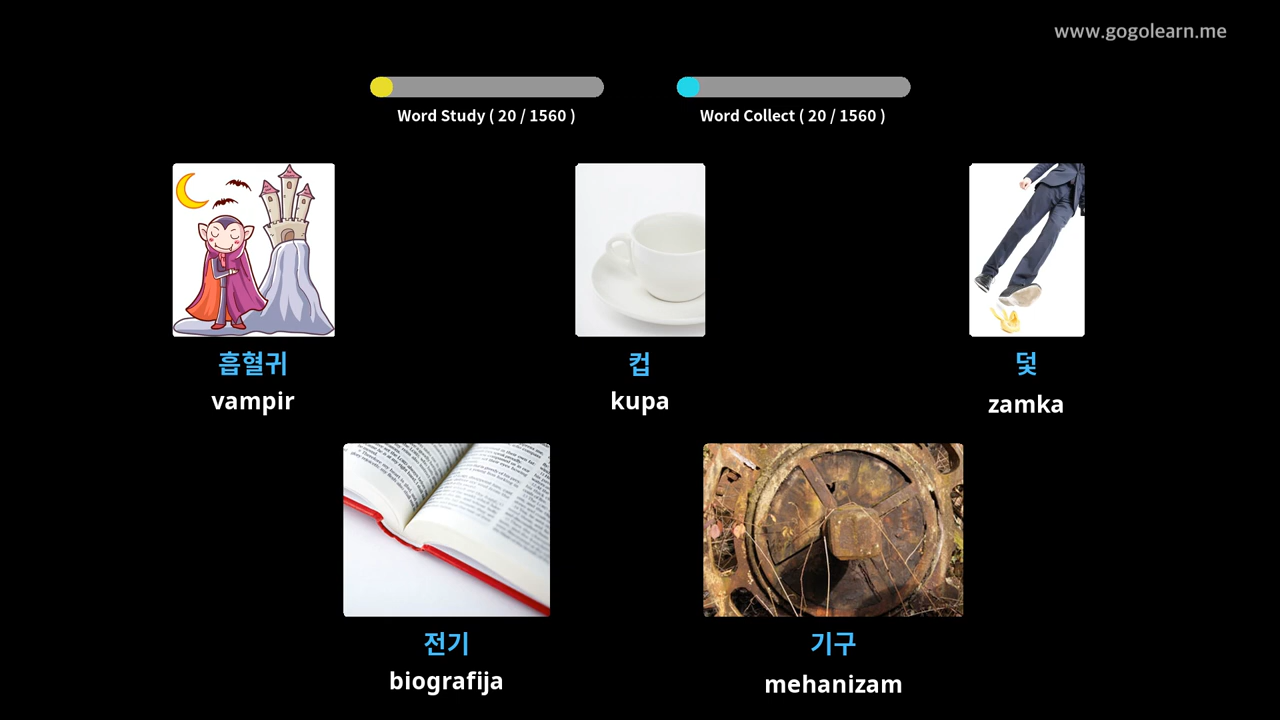 www.gogolearn.me
Word Study ( 20 / 1560 )
Word Collect ( 20 / 1560 )
흡혈귀
vampir
컵
kupa
덫
zamka
전기
biografija
기구
mehanizam